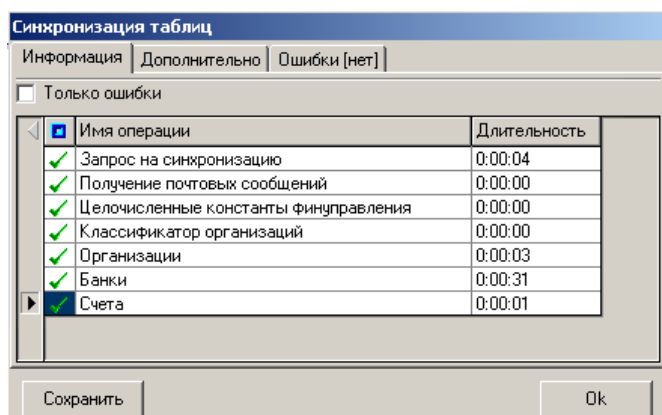 Синхронизация таблиц
Информация Дополнительно Ошибки [нет]
Только ошибки
Имя операции Длительность
Запрос на синхронизацию 0:00:04
Получение почтовых сообщений 0:00:00
Целочисленные константы финуправления 0:00:00
Классификатор организаций 0:00:00
Организации 0:00:03
Банки 0:00:31
Счета 0:00:01
Сохранить Ok